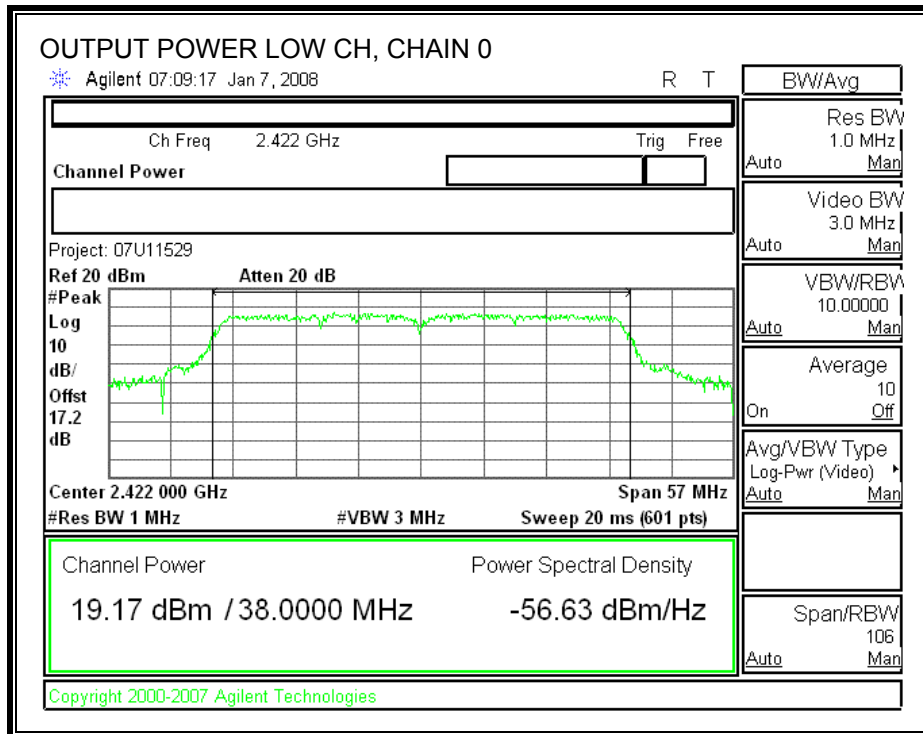 OUTPUT POWER LOW CH, CHAIN 0
Agilent 07:09:17 Jan 7, 2008 R T
Ch Freq 2.422 GHz Trig Free
Channel Power
Project: 07U11529
Ref 20 dBm Atten 20 dB
#Peak
Log
10
dB/
Offst
17.2
dB
Center 2.422 000 GHz Span 57 MHz
#Res BW 1 MHz #VBW 3 MHz Sweep 20 ms (601 pts)
Channel Power Power Spectral Density
19.17 dBm / 38.0000 MHz -56.63 dBm/Hz
Copyright 2000-2007 Agilent Technologies
BW/Avg
Res BW
1.0 MHz
Auto Man
Video BW
3.0 MHz
Auto Man
VBW/RBW
10.00000
Auto Man
Average
10
On Off
Avg/VBW Type
Log-Pwr (Video)
Auto Man
Span/RBW
106
Auto Man